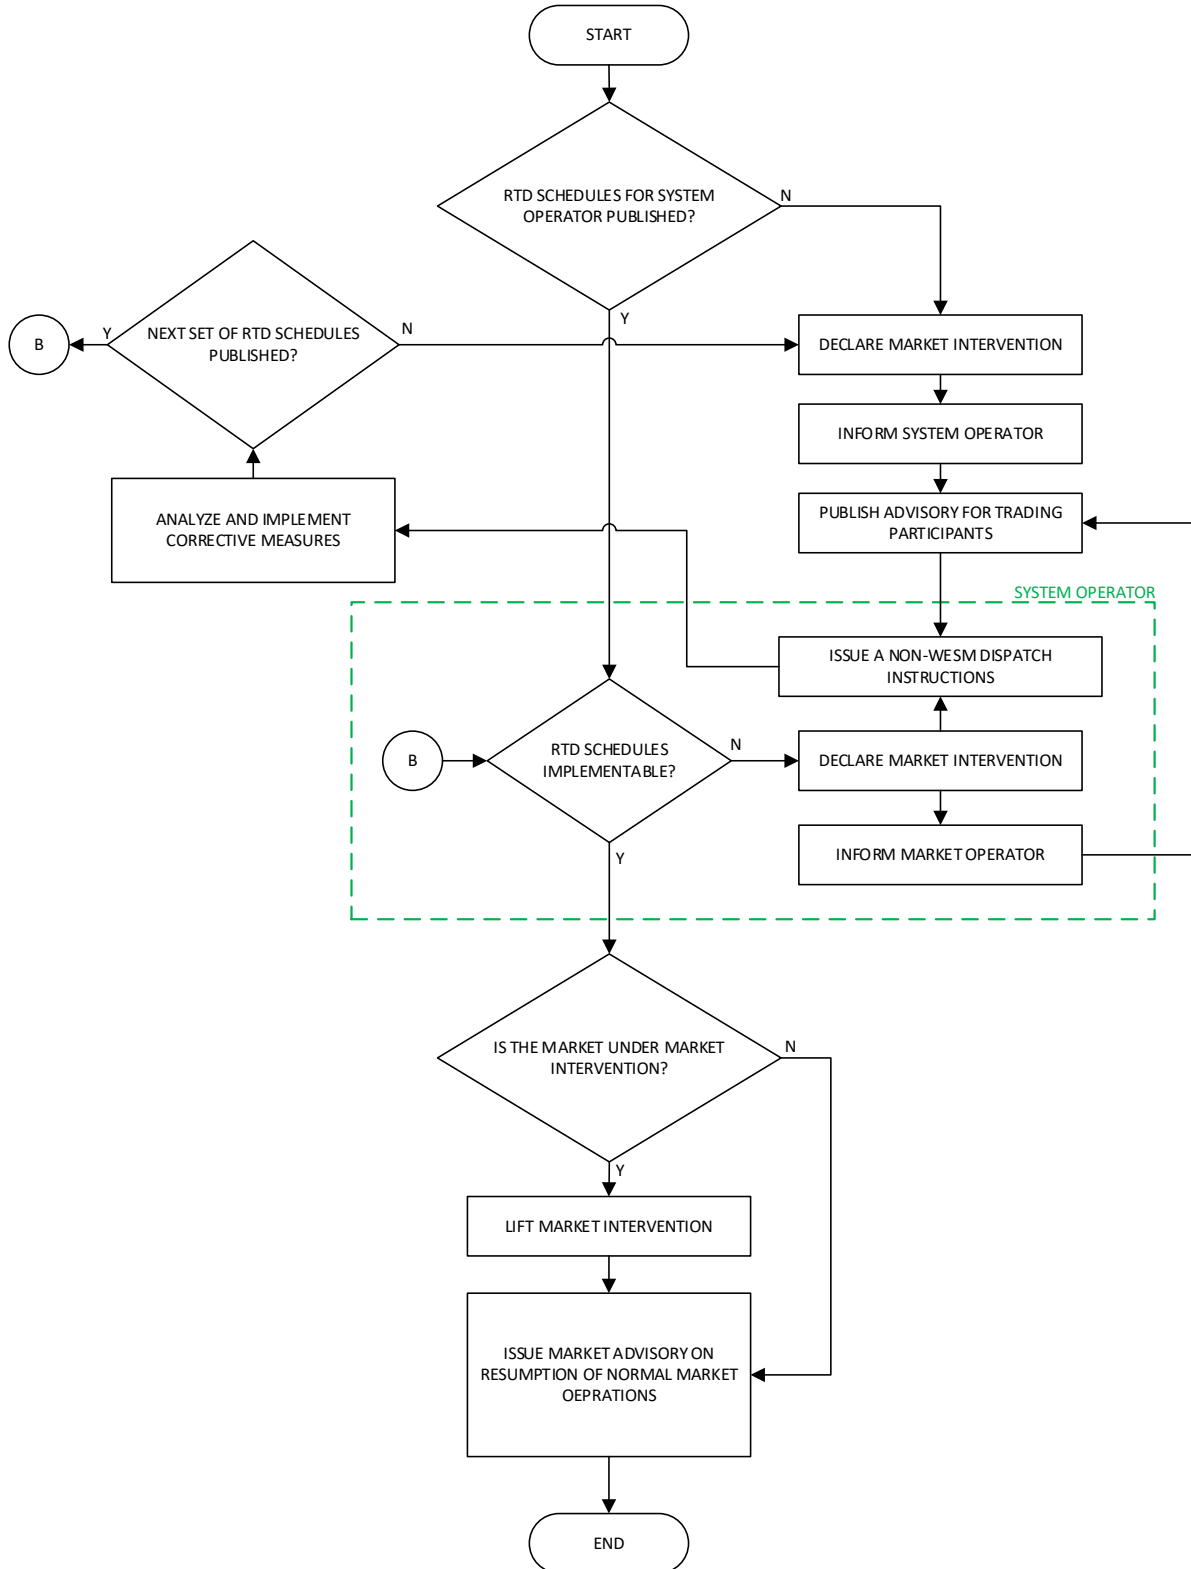 START
RTD SCHEDULES FOR SYSTEM
OPERATOR PUBLISHED?
N
Y
NEXT SET OF RTD SCHEDULES
PUBLISHED?
Y
N
B
DECLARE MARKET INTERVENTION
INFORM SYSTEM OPERATOR
ANALYZE AND IMPLEMENT
CORRECTIVE MEASURES
PUBLISH ADVISORY FOR TRADING
PARTICIPANTS
SYSTEM OPERATOR
ISSUE A NON-WESM DISPATCH
INSTRUCTIONS
B
RTD SCHEDULES
IMPLEMENTABLE?
N
Y
DECLARE MARKET INTERVENTION
INFORM MARKET OPERATOR
IS THE MARKET UNDER MARKET
INTERVENTION?
N
Y
LIFT MARKET INTERVENTION
ISSUE MARKET ADVISORY ON
RESUMPTION OF NORMAL MARKET
OEPRATIONS
END